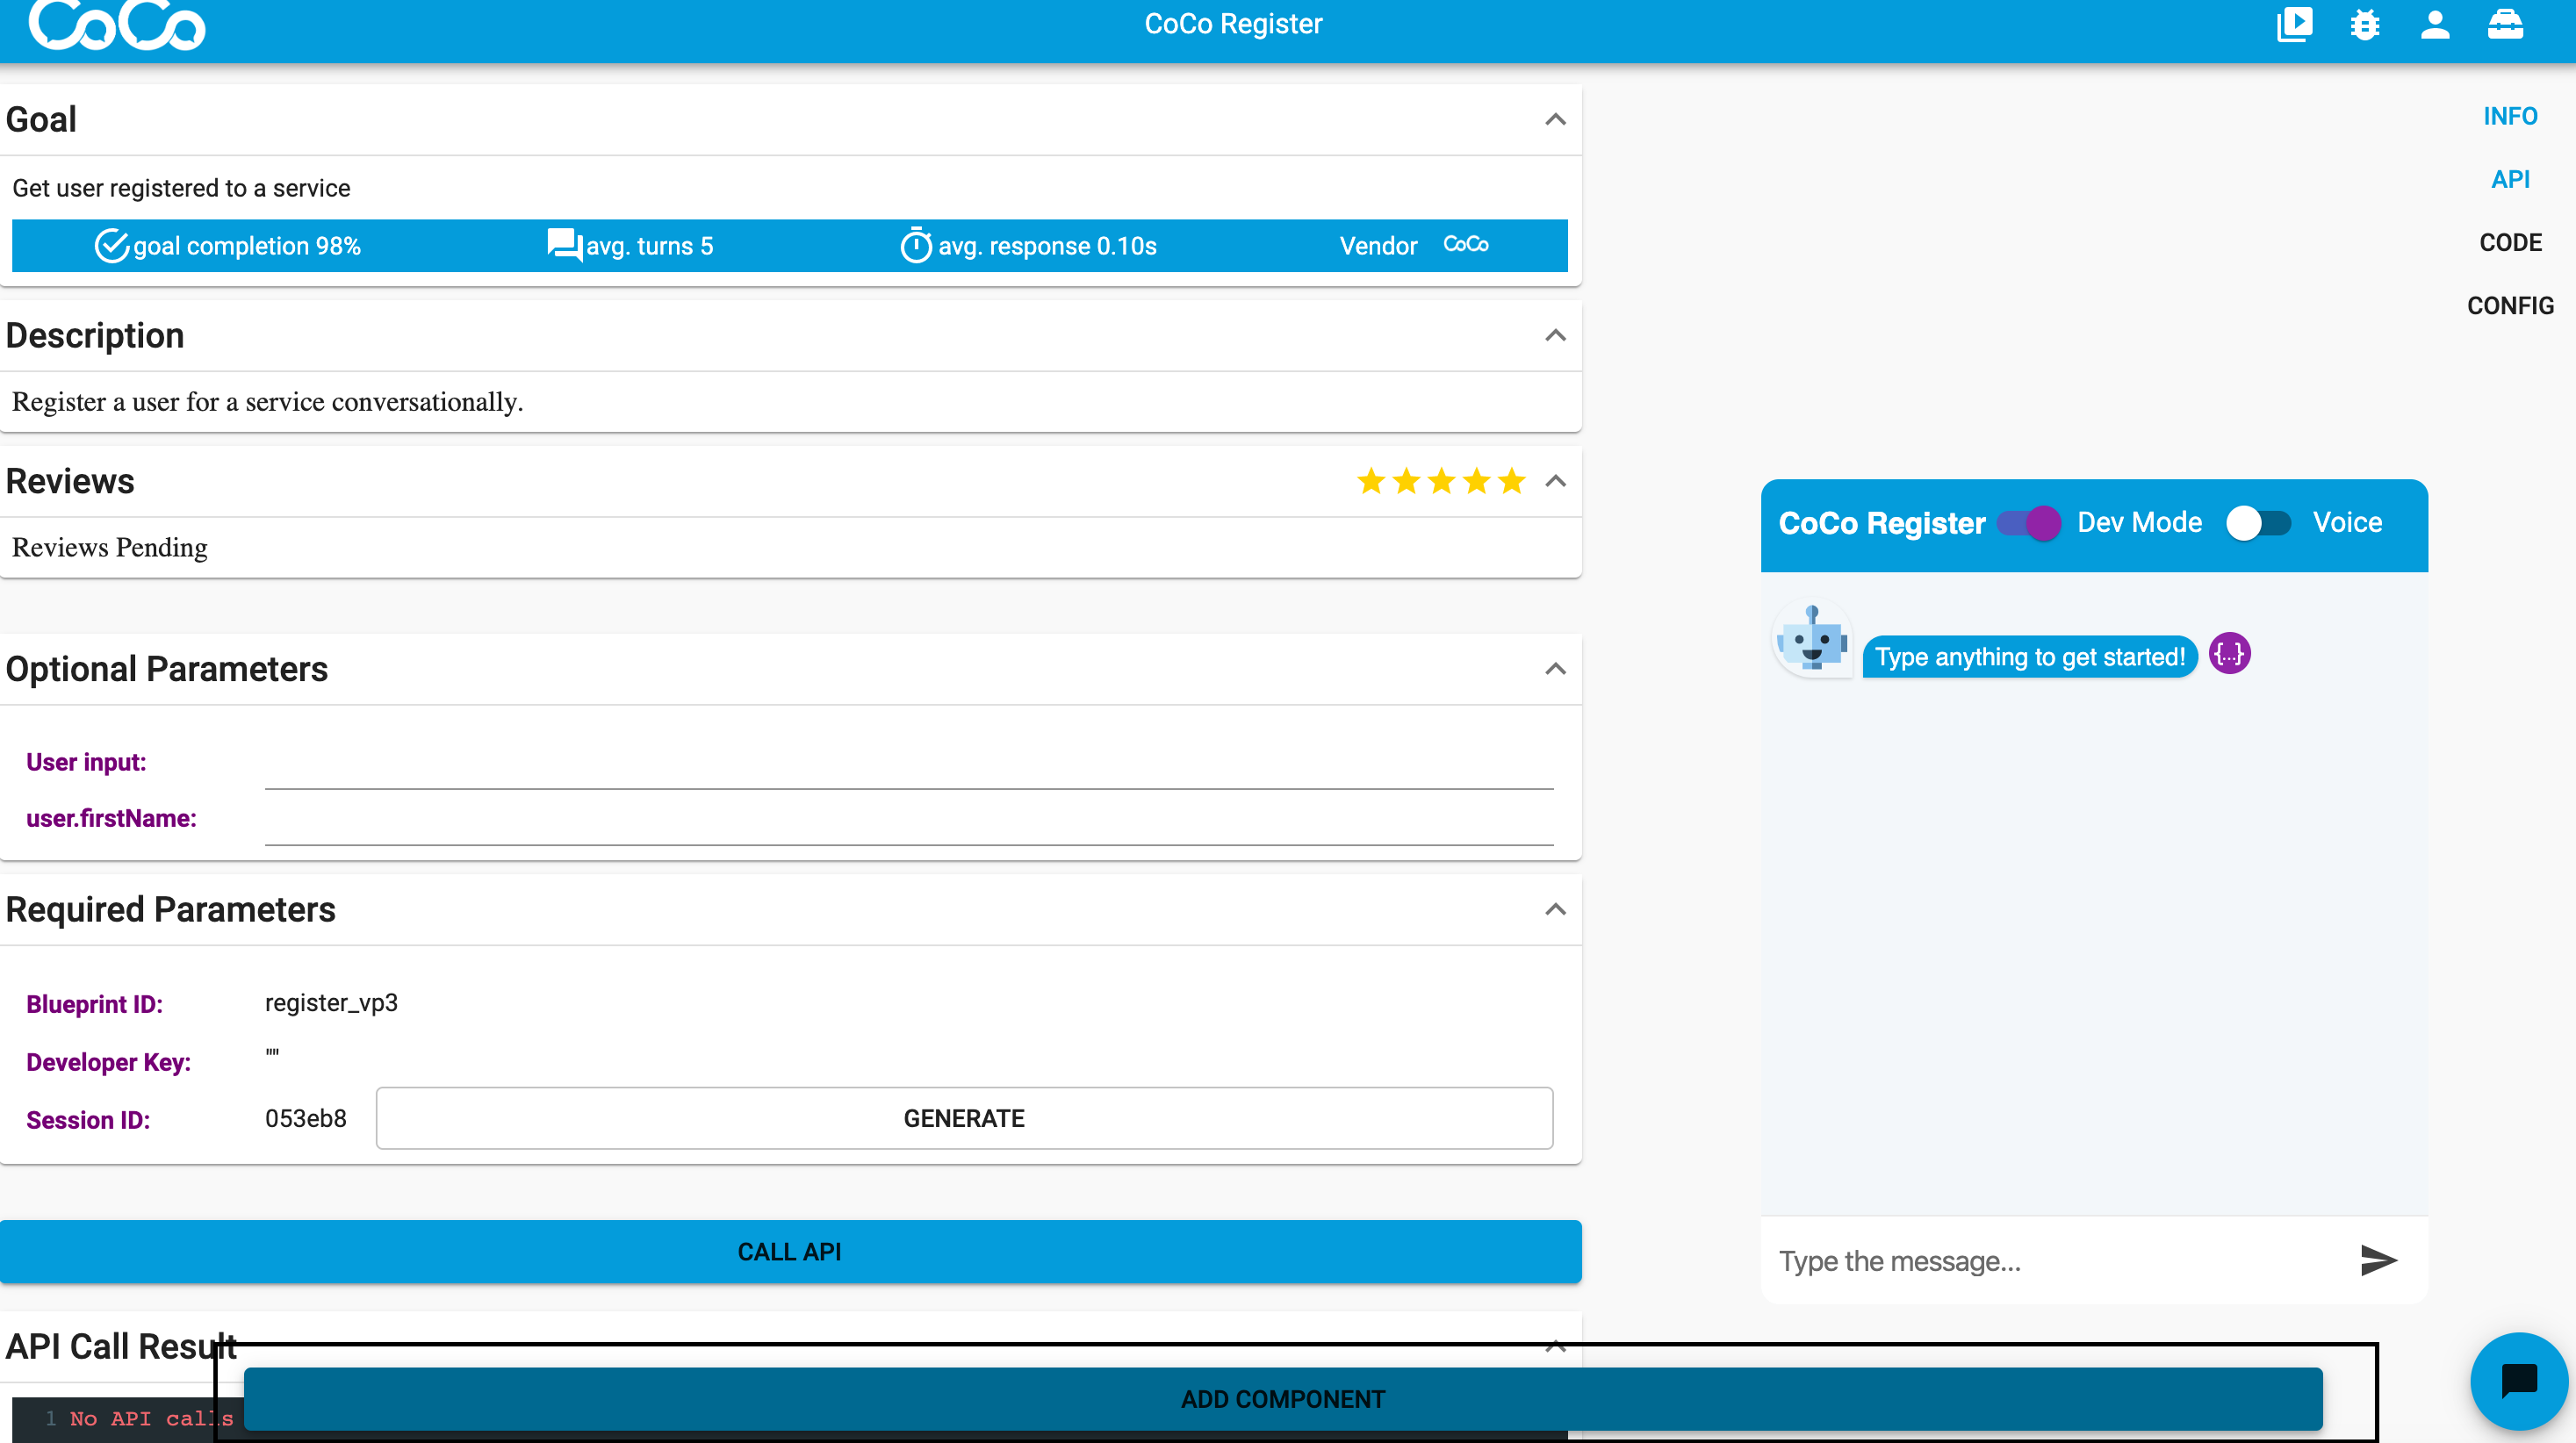 CoCo
CoCo Register
INFO
API
CODE
CONFIG
Goal
Get user registered to a service
goal completion 98% avg. turns 5 avg. response 0.10s Vendor CoCo
Description
Register a user for a service conversationally.
Reviews
Reviews Pending
Optional Parameters
User input:
user.firstName:
Required Parameters
Blueprint ID: register_vp3
Developer Key: ""
Session ID: 053eb8 GENERATE
CALL API
API Call Result
1 No API calls
ADD COMPONENT
CoCo Register Dev Mode Voice
Type anything to get started! {...}
Type the message...